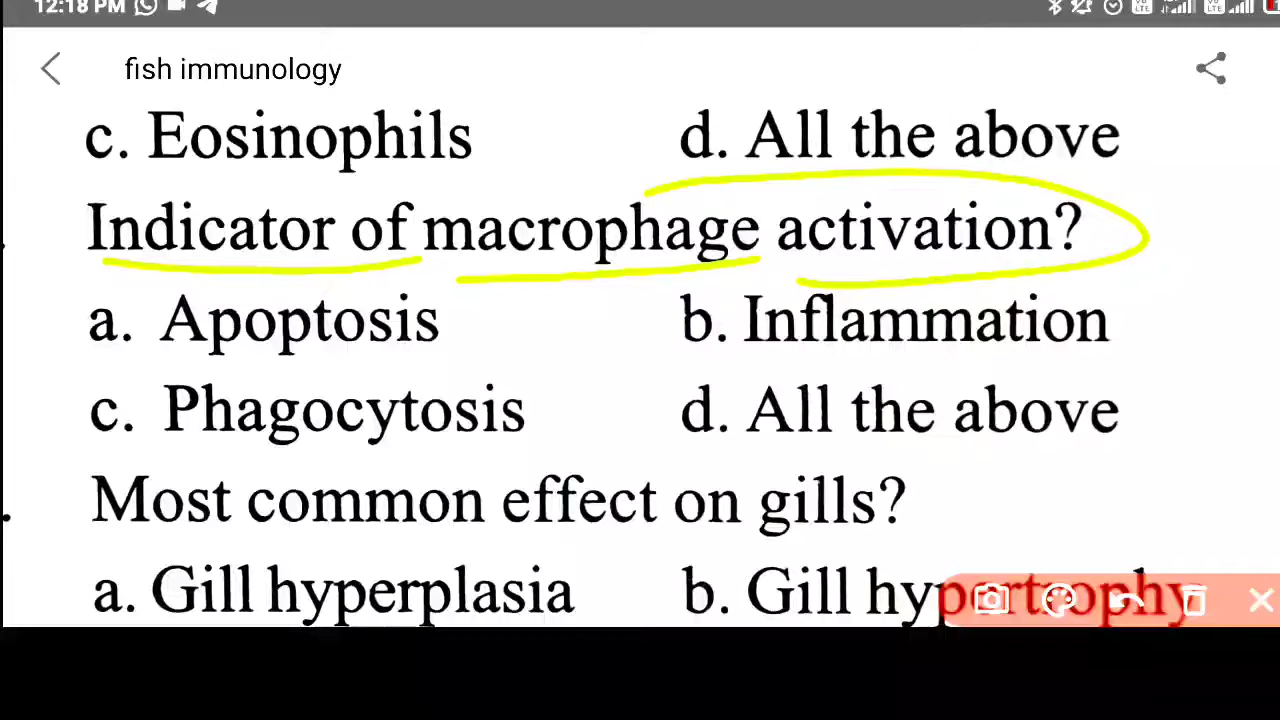 12:18 PM
fish immunology
c. Eosinophils d. All the above
. Indicator of macrophage activation?
a. Apoptosis b. Inflammation
c. Phagocytosis d. All the above
. Most common effect on gills?
a. Gill hyperplasia b. Gill hypertrophy